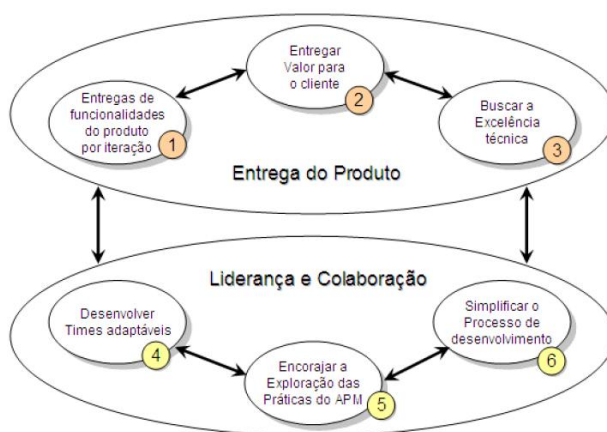 Entregar
Valor para
o cliente
2
Entregas de
funcionalidades
do produto
por iteração
1
Buscar a
Excelência
técnica
3
Entrega do Produto
Liderança e Colaboração
Desenvolver
Times adaptáveis
4
Encorajar a
Exploração das
Práticas do APM
5
Simplificar o
Processo de
desenvolvimento
6